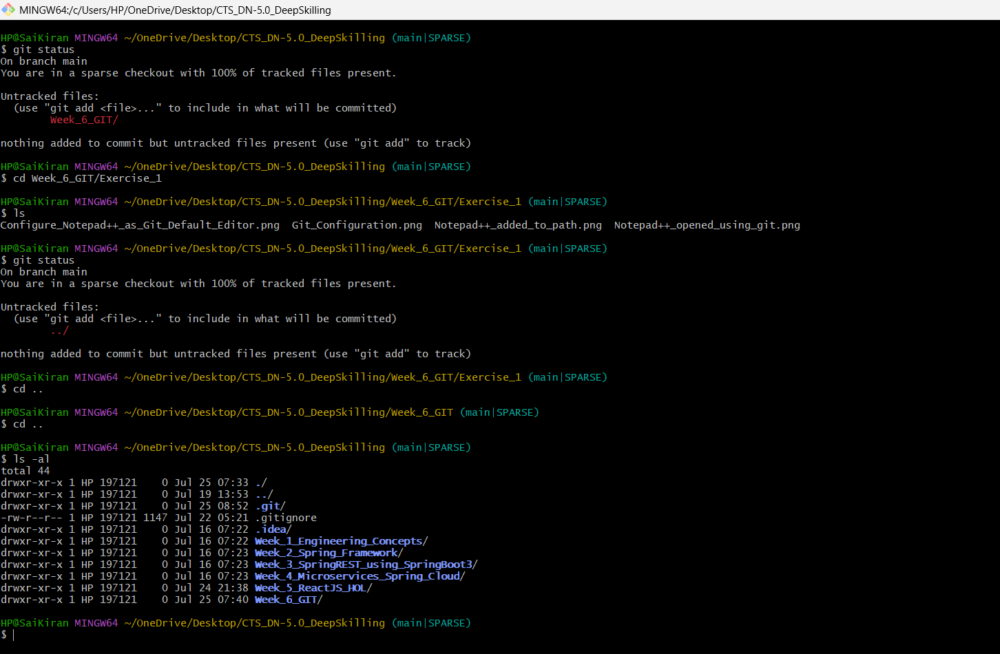 MINGW64:/c/Users/HP/OneDrive/Desktop/CTS_DN-5.0_DeepSkilling
HP@SaiKiran MINGW64 ~/OneDrive/Desktop/CTS_DN-5.0_DeepSkilling (main|SPARSE)
$ git status
On branch main
You are in a sparse checkout with 100% of tracked files present.
Untracked files:
  (use "git add <file>..." to include in what will be committed)
        Week_6_GIT/
nothing added to commit but untracked files present (use "git add" to track)
HP@SaiKiran MINGW64 ~/OneDrive/Desktop/CTS_DN-5.0_DeepSkilling (main|SPARSE)
$ cd Week_6_GIT/Exercise_1
HP@SaiKiran MINGW64 ~/OneDrive/Desktop/CTS_DN-5.0_DeepSkilling/Week_6_GIT/Exercise_1 (main|SPARSE)
$ ls
Configure_Notepad++_as_Git_Default_Editor.png  Git_Configuration.png  Notepad++_added_to_path.png  Notepad++_opened_using_git.png
HP@SaiKiran MINGW64 ~/OneDrive/Desktop/CTS_DN-5.0_DeepSkilling/Week_6_GIT/Exercise_1 (main|SPARSE)
$ git status
On branch main
You are in a sparse checkout with 100% of tracked files present.
Untracked files:
  (use "git add <file>..." to include in what will be committed)
        ../
nothing added to commit but untracked files present (use "git add" to track)
HP@SaiKiran MINGW64 ~/OneDrive/Desktop/CTS_DN-5.0_DeepSkilling/Week_6_GIT/Exercise_1 (main|SPARSE)
$ cd ..
HP@SaiKiran MINGW64 ~/OneDrive/Desktop/CTS_DN-5.0_DeepSkilling/Week_6_GIT (main|SPARSE)
$ cd ..
HP@SaiKiran MINGW64 ~/OneDrive/Desktop/CTS_DN-5.0_DeepSkilling (main|SPARSE)
$ ls -al
total 44
drwxr-xr-x 1 HP 197121    0 Jul 25 07:33 ./
drwxr-xr-x 1 HP 197121    0 Jul 19 13:53 ../
drwxr-xr-x 1 HP 197121    0 Jul 25 08:52 .git/
-rw-r--r-- 1 HP 197121 1147 Jul 22 05:21 .gitignore
drwxr-xr-x 1 HP 197121    0 Jul 16 07:22 .idea/
drwxr-xr-x 1 HP 197121    0 Jul 16 07:22 Week_1_Engineering_Concepts/
drwxr-xr-x 1 HP 197121    0 Jul 16 07:23 Week_2_Spring_Framework/
drwxr-xr-x 1 HP 197121    0 Jul 16 07:23 Week_3_SpringREST_using_SpringBoot3/
drwxr-xr-x 1 HP 197121    0 Jul 16 07:23 Week_4_Microservices_Spring_Cloud/
drwxr-xr-x 1 HP 197121    0 Jul 24 21:38 Week_5_ReactJS_HOL/
drwxr-xr-x 1 HP 197121    0 Jul 25 07:40 Week_6_GIT/
HP@SaiKiran MINGW64 ~/OneDrive/Desktop/CTS_DN-5.0_DeepSkilling (main|SPARSE)
$